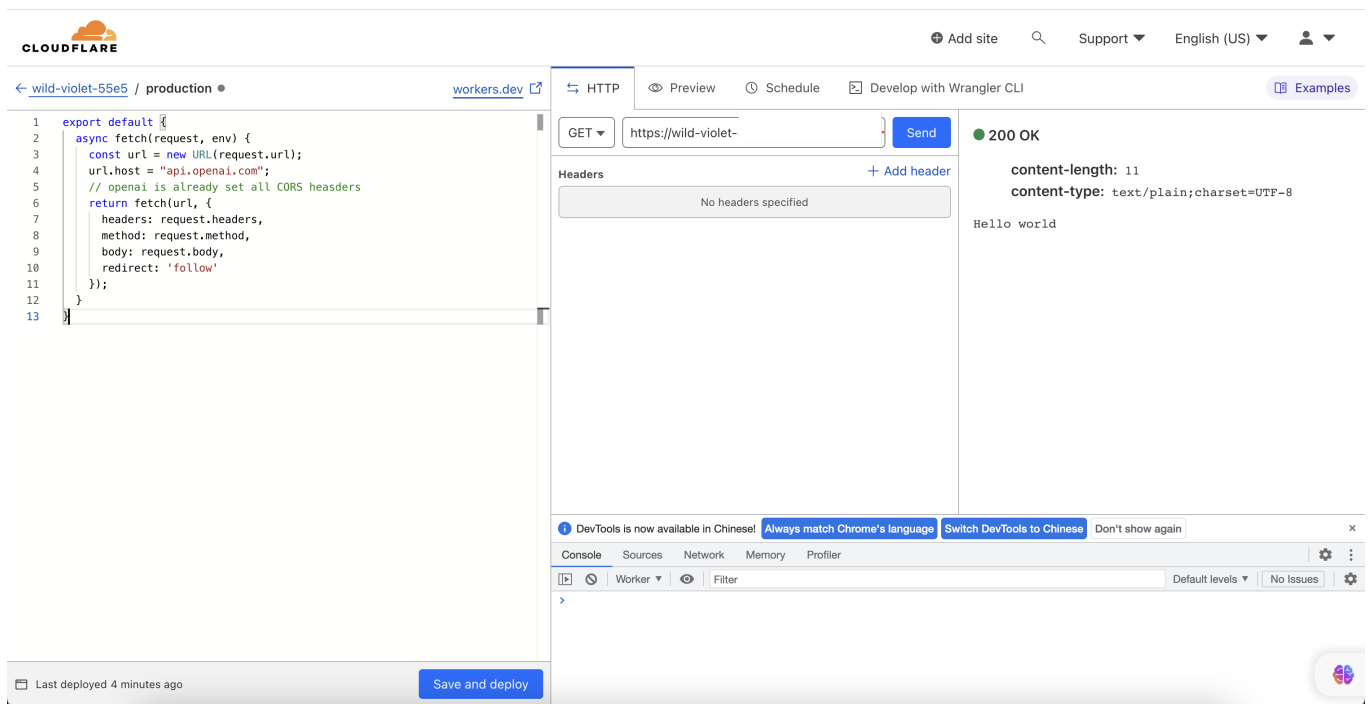 CLOUDFLARE
Add site
Support
English (US)
← wild-violet-55e5 / production
workers.dev
HTTP
Preview
Schedule
Develop with Wrangler CLI
Examples
1 export default {
2 async fetch(request, env) {
3 const url = new URL(request.url);
4 url.host = "api.openai.com";
5 // openai is already set all CORS heasders
6 return fetch(url, {
7 headers: request.headers,
8 method: request.method,
9 body: request.body,
10 redirect: 'follow'
11 });
12 }
13 }
GET
https://wild-violet-
Send
Headers
+ Add header
No headers specified
200 OK
content-length: 11
content-type: text/plain;charset=UTF-8
Hello world
DevTools is now available in Chinese!
Always match Chrome's language
Switch DevTools to Chinese
Don't show again
×
Console
Sources
Network
Memory
Profiler
Worker
Filter
Default levels
No Issues
>
Last deployed 4 minutes ago
Save and deploy